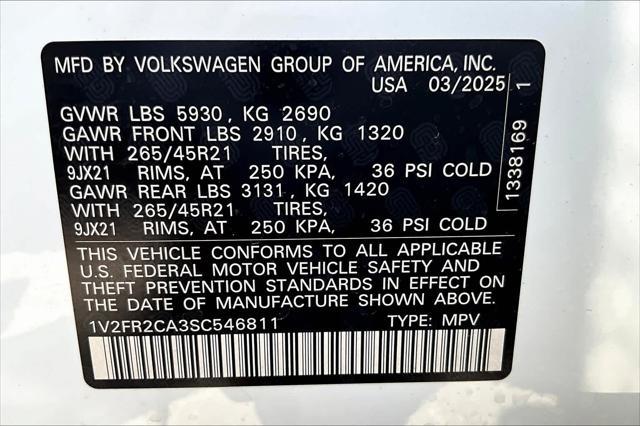 MFD BY VOLKSWAGEN GROUP OF AMERICA, INC.
USA 03/2025
GVWR LBS 5930 , KG 2690
GAWR FRONT LBS 2910 , KG 1320
WITH 265/45R21 TIRES,
9JX21 RIMS, AT 250 KPA, 36 PSI COLD
GAWR REAR LBS 3131 , KG 1420
WITH 265/45R21 TIRES,
9JX21 RIMS, AT 250 KPA, 36 PSI COLD
THIS VEHICLE CONFORMS TO ALL APPLICABLE
U.S. FEDERAL MOTOR VEHICLE SAFETY AND
THEFT PREVENTION STANDARDS IN EFFECT ON
THE DATE OF MANUFACTURE SHOWN ABOVE.
1V2FR2CA3SC546811 TYPE: MPV
1338169 1